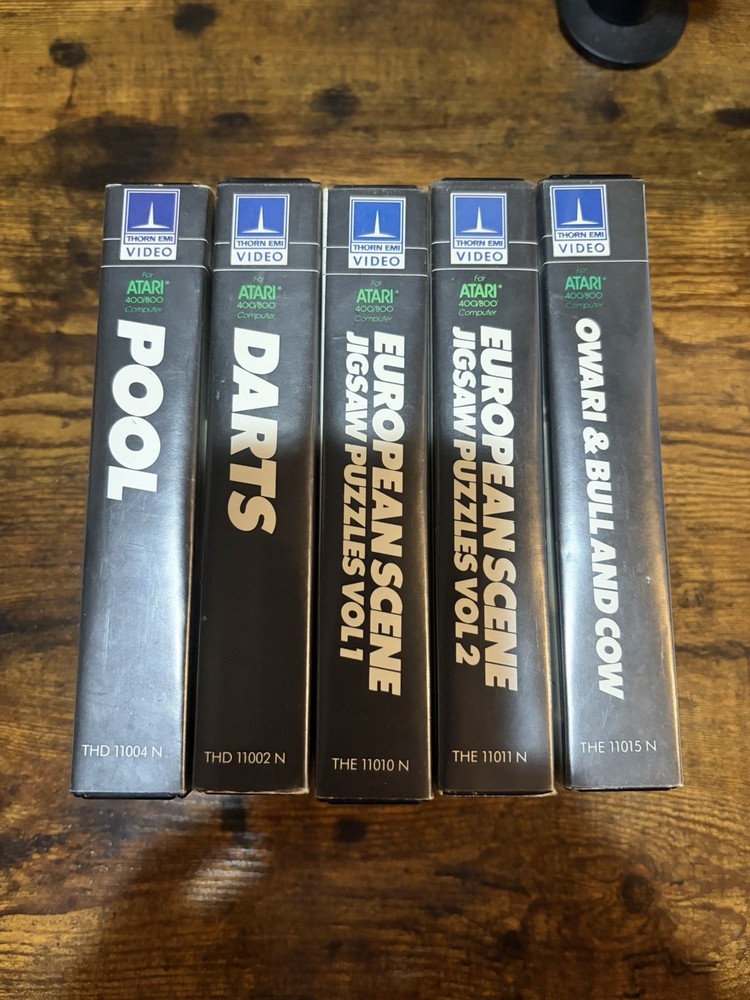 THORN EMI
VIDEO
For
ATARI®
400/800
Computer
POOL
THD 11004 N
THORN EMI
VIDEO
For
ATARI®
400/800
Computer
DARTS
THD 11002 N
THORN EMI
VIDEO
For
ATARI®
400/800
Computer
EUROPEAN SCENE
JIGSAW PUZZLES VOL 1
THE 11010 N
THORN EMI
VIDEO
For
ATARI®
400/800
Computer
EUROPEAN SCENE
JIGSAW PUZZLES VOL 2
THE 11011 N
THORN EMI
VIDEO
For
ATARI®
400/800
Computer
OWARI & BULL AND COW
THE 11015 N